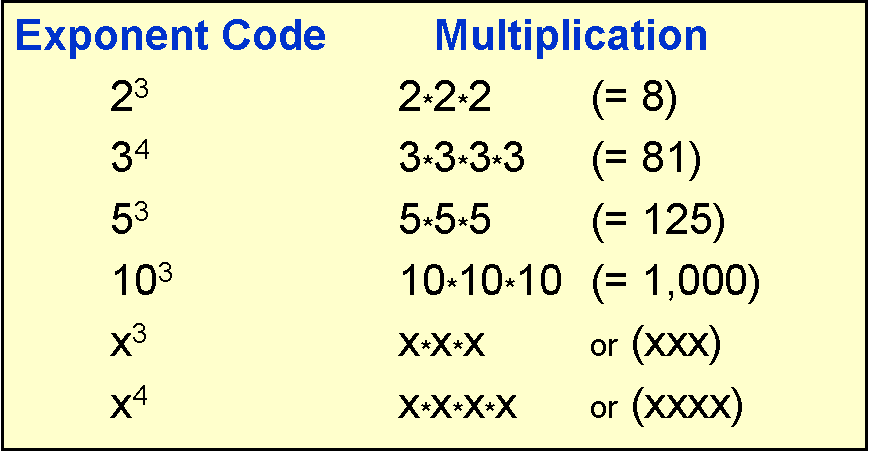 Exponent Code Multiplication
2³ 2*2*2 (= 8)
3⁴ 3*3*3*3 (= 81)
5³ 5*5*5 (= 125)
10³ 10*10*10 (= 1,000)
x³ x*x*x or (xxx)
x⁴ x*x*x*x or (xxxx)